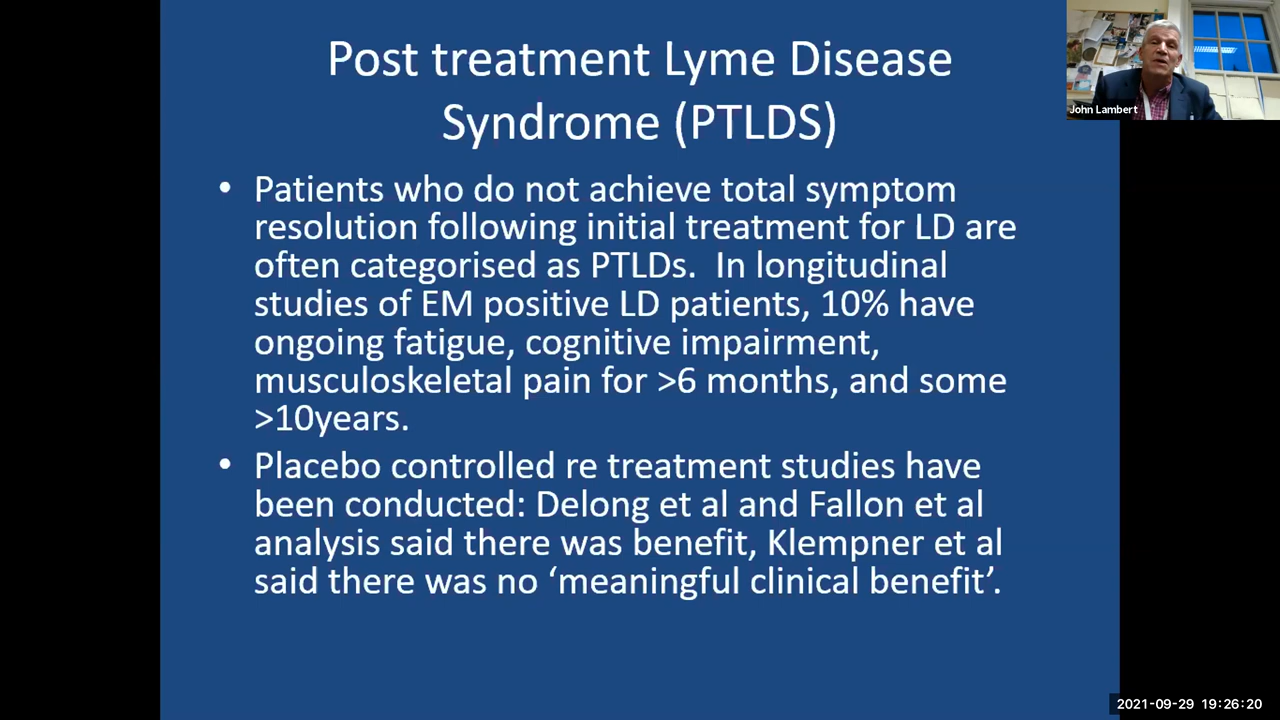 Post treatment Lyme Disease
Syndrome (PTLDS)
• Patients who do not achieve total symptom
resolution following initial treatment for LD are
often categorised as PTLDs.  In longitudinal
studies of EM positive LD patients, 10% have
ongoing fatigue, cognitive impairment,
musculoskeletal pain for >6 months, and some
>10years.
• Placebo controlled re treatment studies have
been conducted: Delong et al and Fallon et al
analysis said there was benefit, Klempner et al
said there was no ‘meaningful clinical benefit’.
John Lambert
2021-09-29 19:26:20